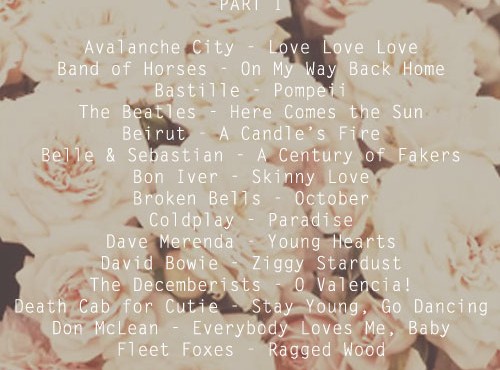 PART I
Avalanche City - Love Love Love
Band of Horses - On My Way Back Home
Bastille - Pompeii
The Beatles - Here Comes the Sun
Beirut - A Candle's Fire
Belle & Sebastian - A Century of Fakers
Bon Iver - Skinny Love
Broken Bells - October
Coldplay - Paradise
Dave Merenda - Young Hearts
David Bowie - Ziggy Stardust
The Decemberists - O Valencia!
Death Cab for Cutie - Stay Young, Go Dancing
Don McLean - Everybody Loves Me, Baby
Fleet Foxes - Ragged Wood